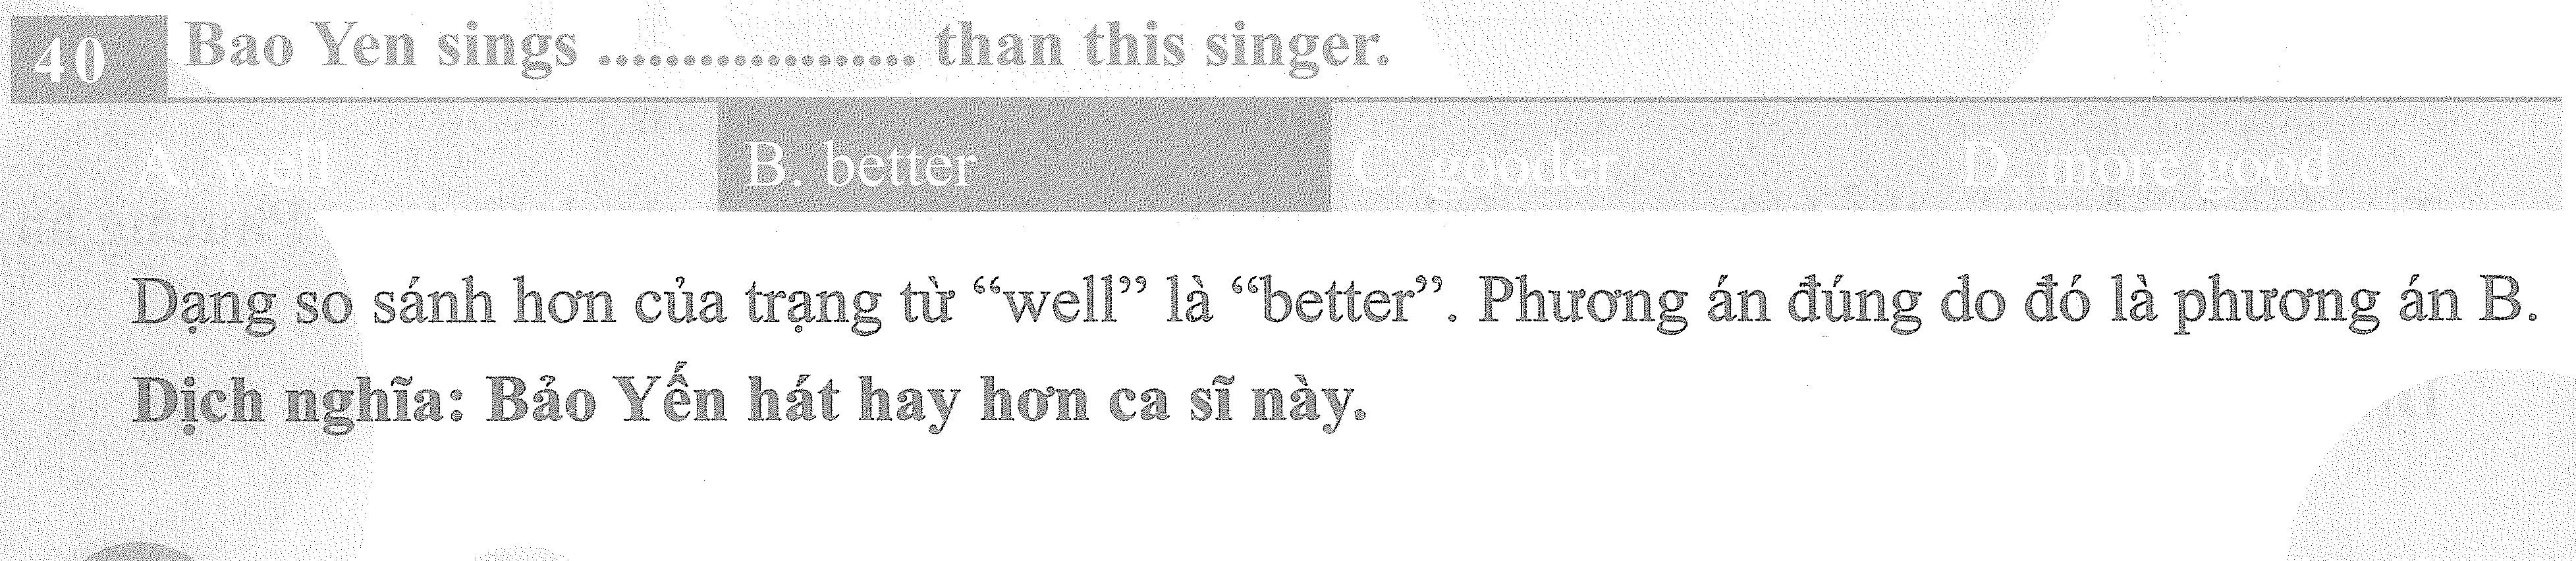 40 Bao Yen sings ................... than this singer.
A. well B. better C. gooder D. more good
Dạng so sánh hơn của trạng từ “well” là “better”. Phương án đúng do đó là phương án B.
Dịch nghĩa: Bảo Yến hát hay hơn ca sĩ này.